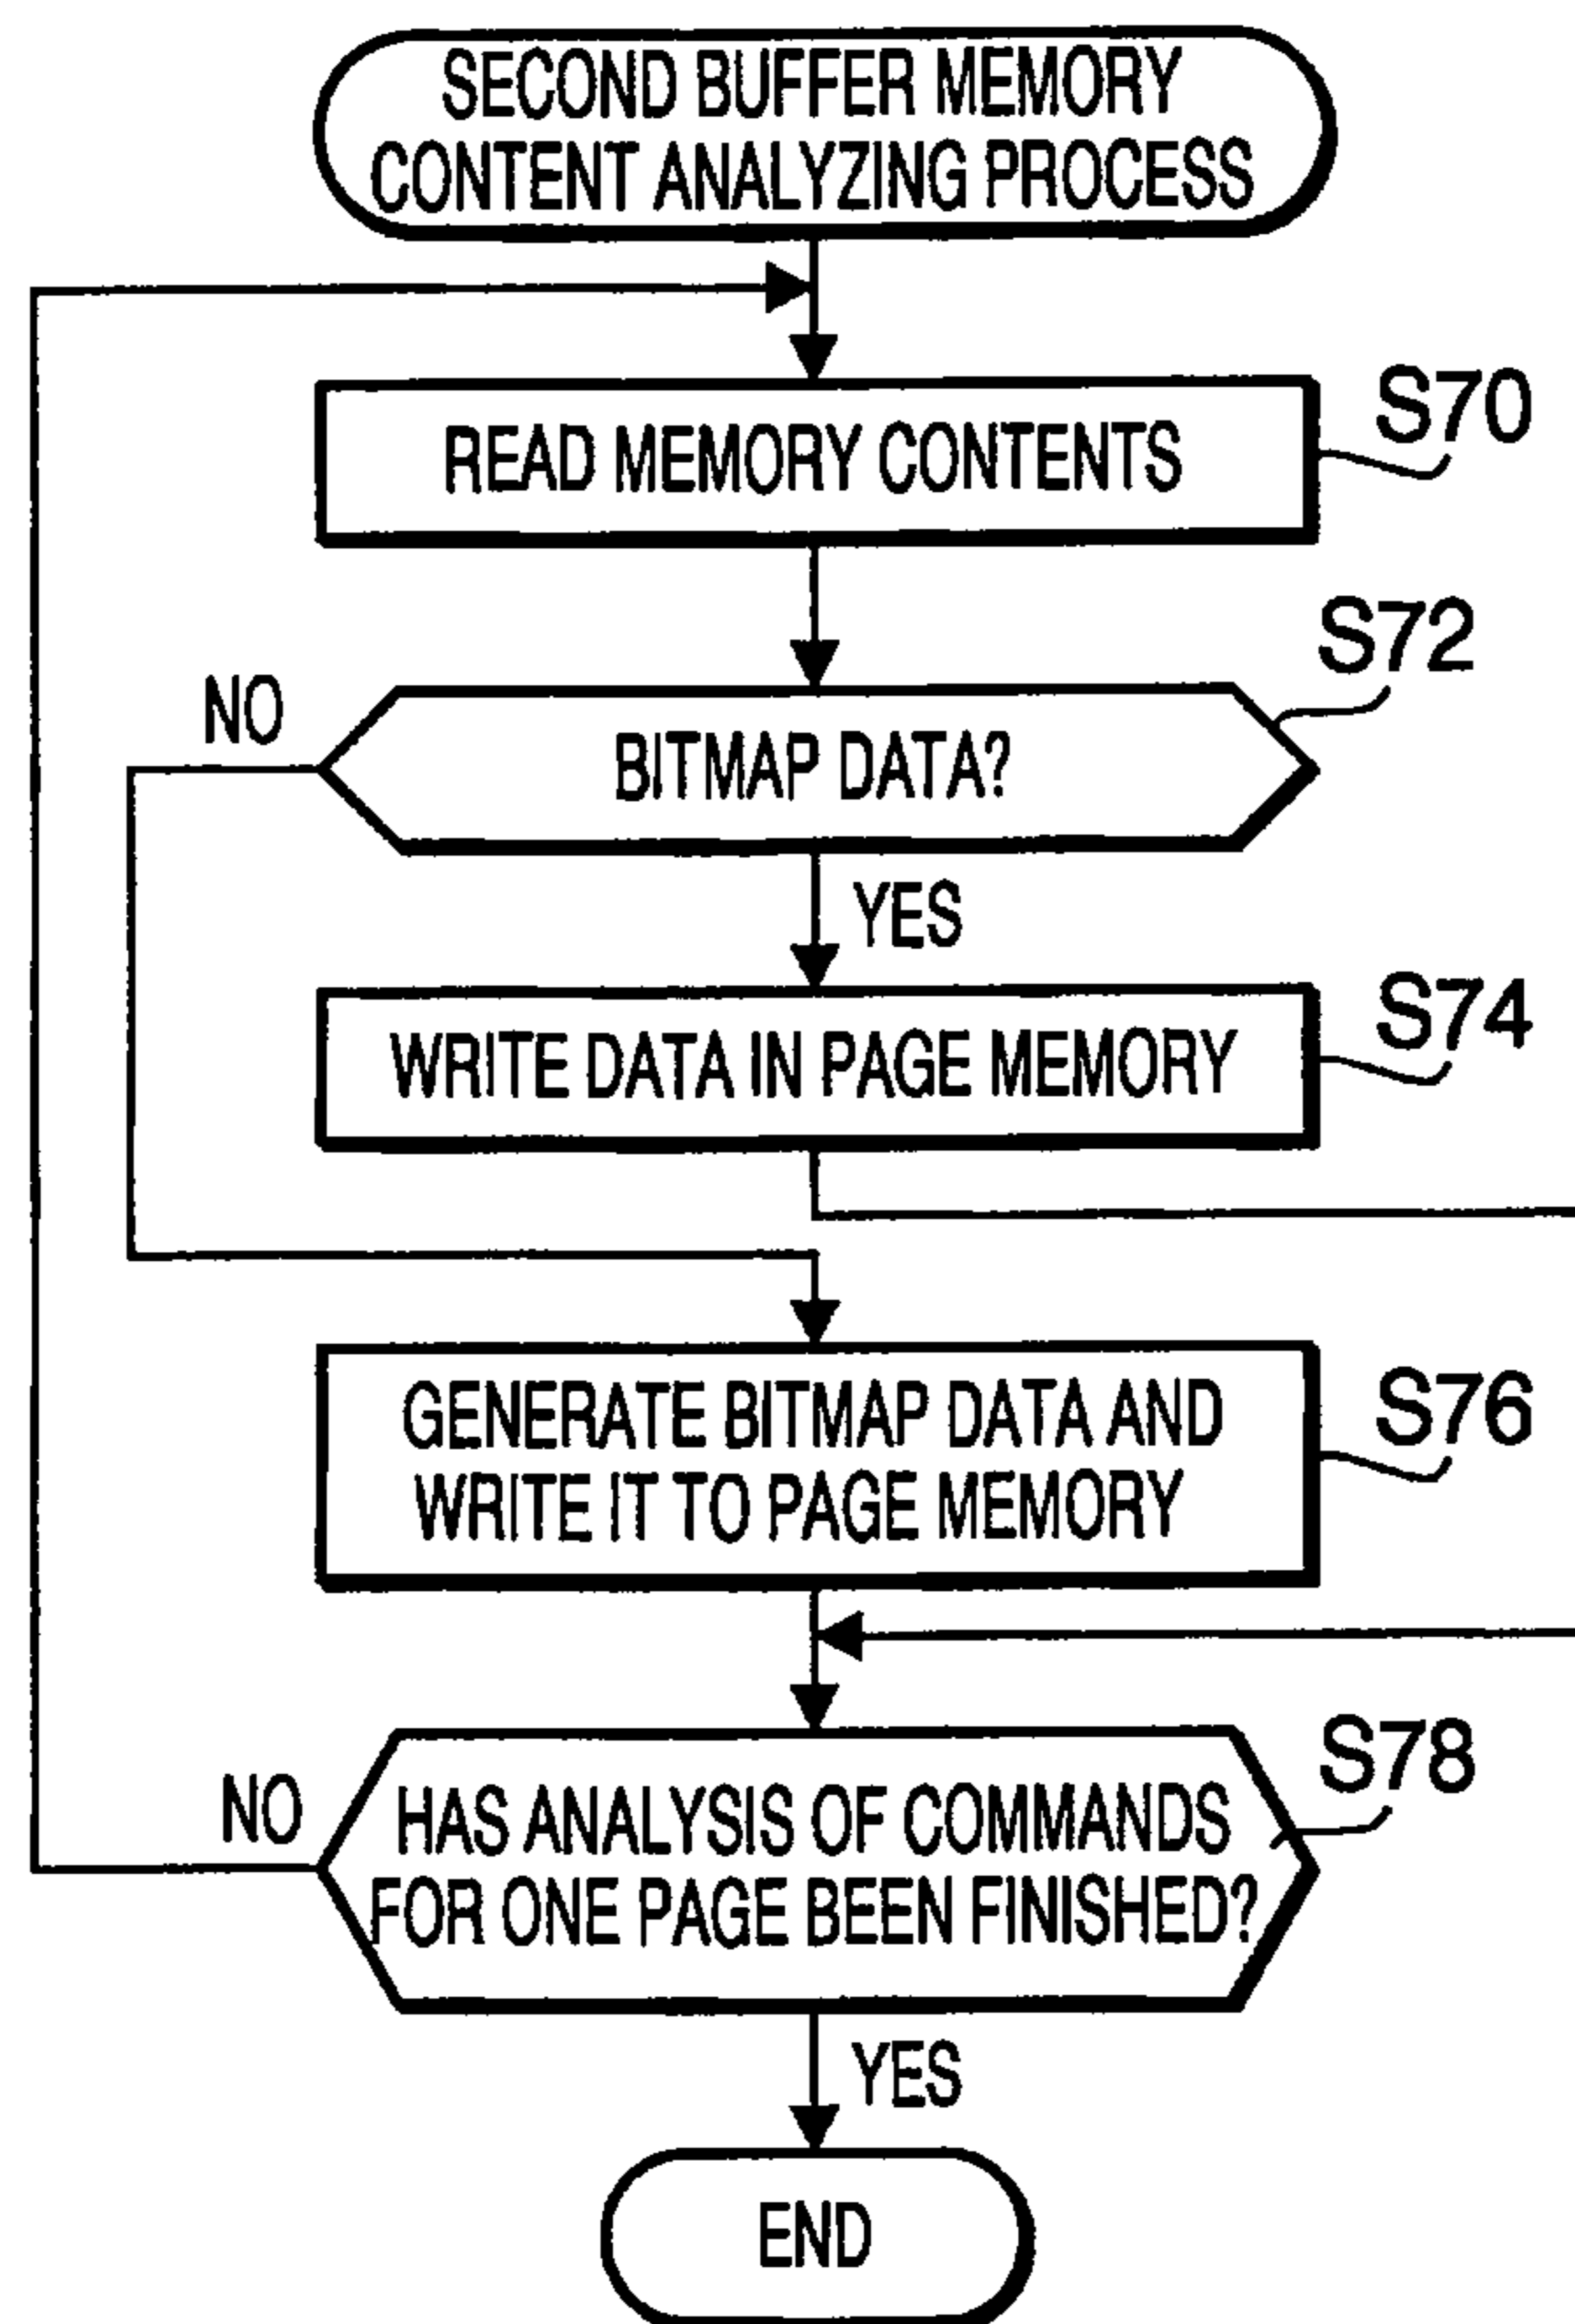 SECOND BUFFER MEMORY
CONTENT ANALYZING PROCESS
READ MEMORY CONTENTS
S70
S72
NO
BITMAP DATA?
YES
WRITE DATA IN PAGE MEMORY
S74
GENERATE BITMAP DATA AND
WRITE IT TO PAGE MEMORY
S76
S78
NO
HAS ANALYSIS OF COMMANDS
FOR ONE PAGE BEEN FINISHED?
YES
END